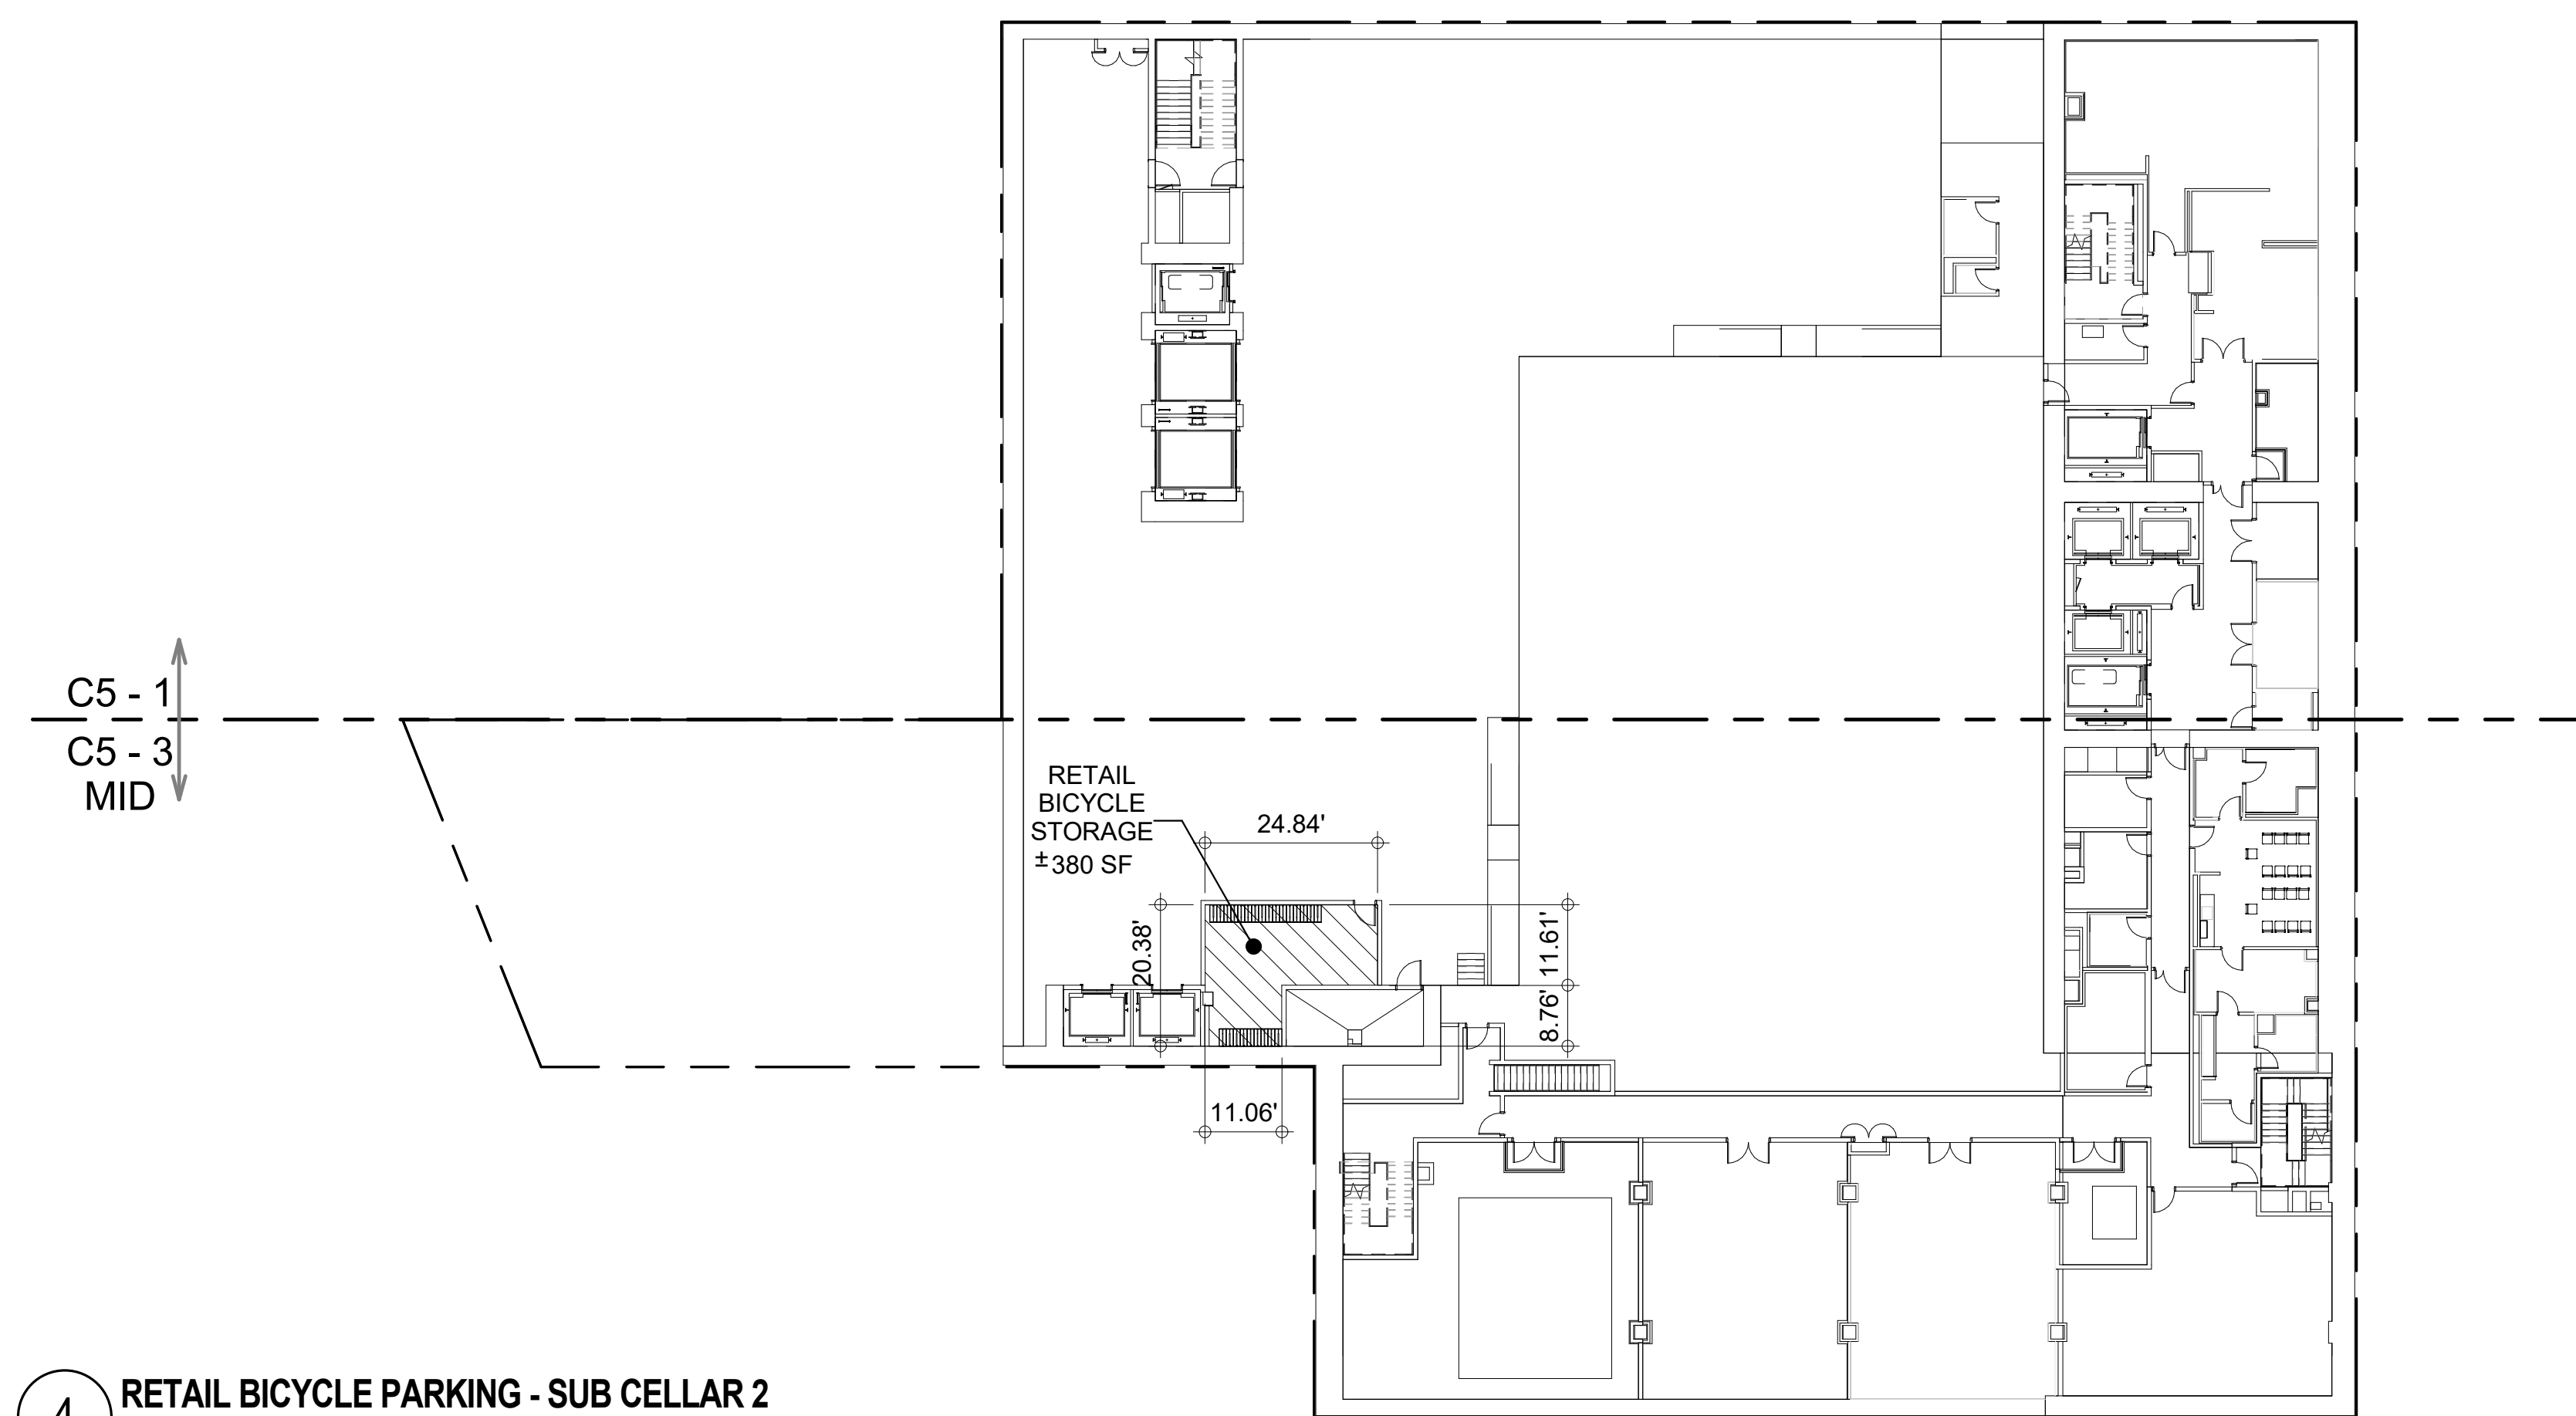 C5 - 1
C5 - 3
MID
RETAIL
BICYCLE
STORAGE
±380 SF
24.84'
20.38'
11.61'
8.76'
11.06'
4
RETAIL BICYCLE PARKING - SUB CELLAR 2